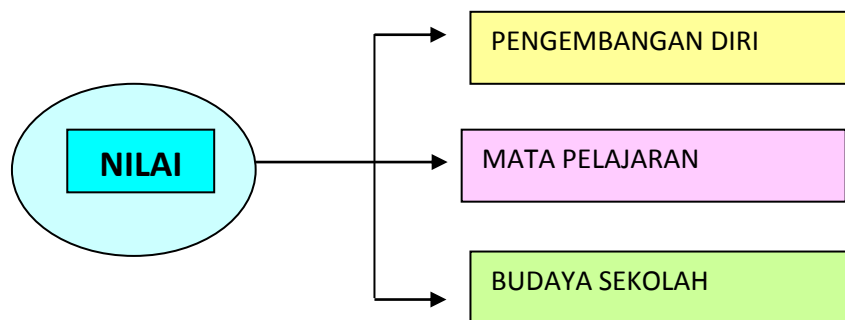 PENGEMBANGAN DIRI
NILAI
MATA PELAJARAN
BUDAYA SEKOLAH